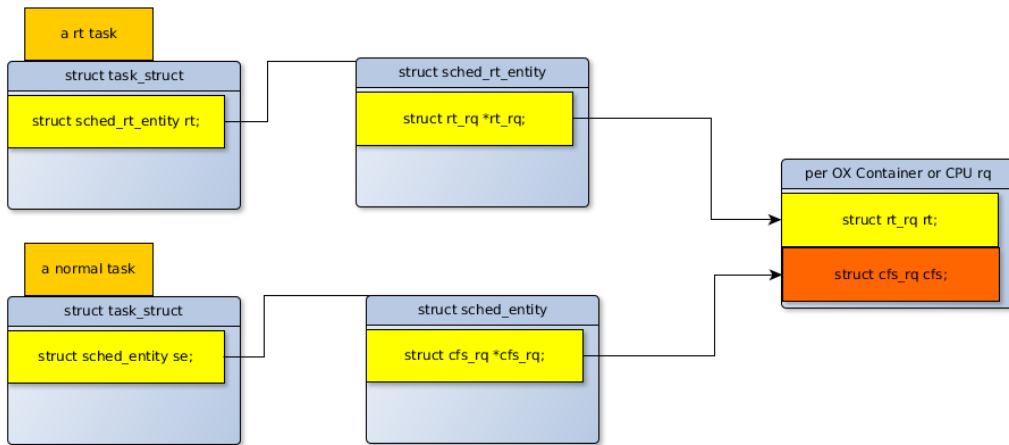 a rt task
struct task_struct
struct sched_rt_entity rt;
struct sched_rt_entity
struct rt_rq *rt_rq;
per OX Container or CPU rq
struct rt_rq rt;
struct cfs_rq cfs;
a normal task
struct task_struct
struct sched_entity se;
struct sched_entity
struct cfs_rq *cfs_rq;